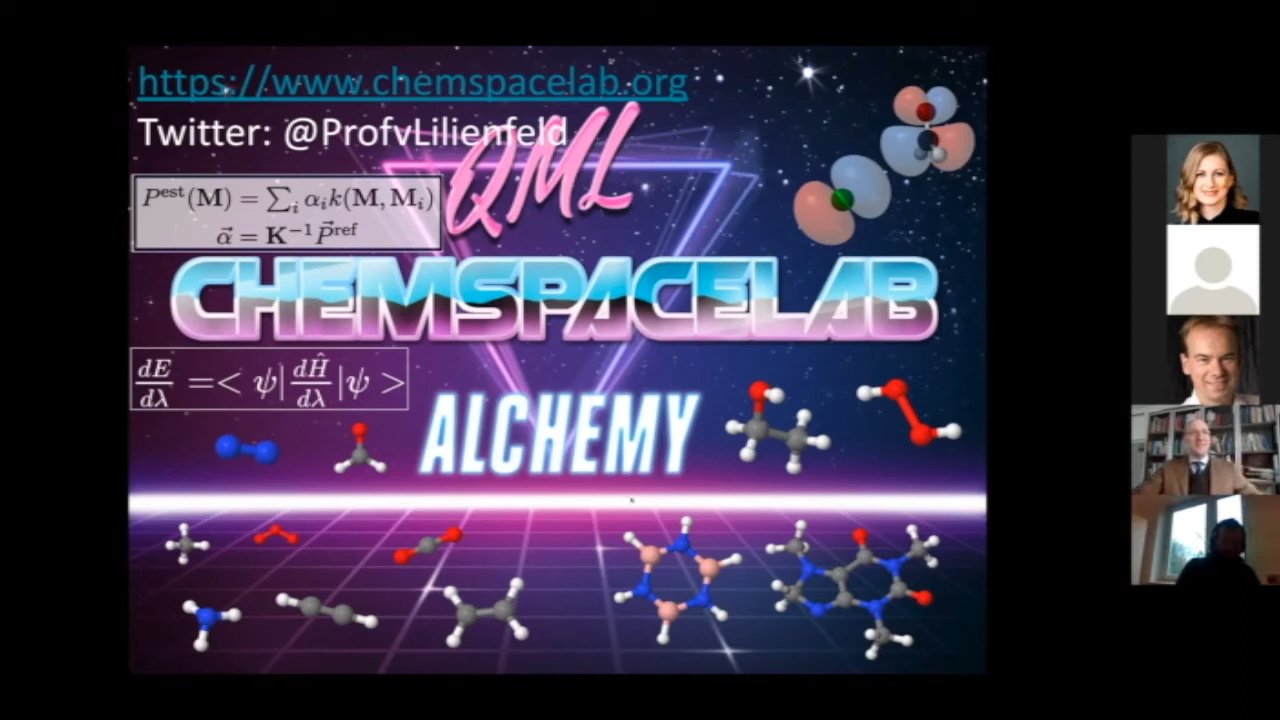 https://www.chemspacelab.org
Twitter: @ProfvLilienfeld
QML
P^est(M) = ∑_i α_i k(M, M_i)
α⃗ = K^−1 P⃗^ref
CHEMSPACELAB
dE/dλ =< ψ| dĤ/dλ |ψ >
ALCHEMY